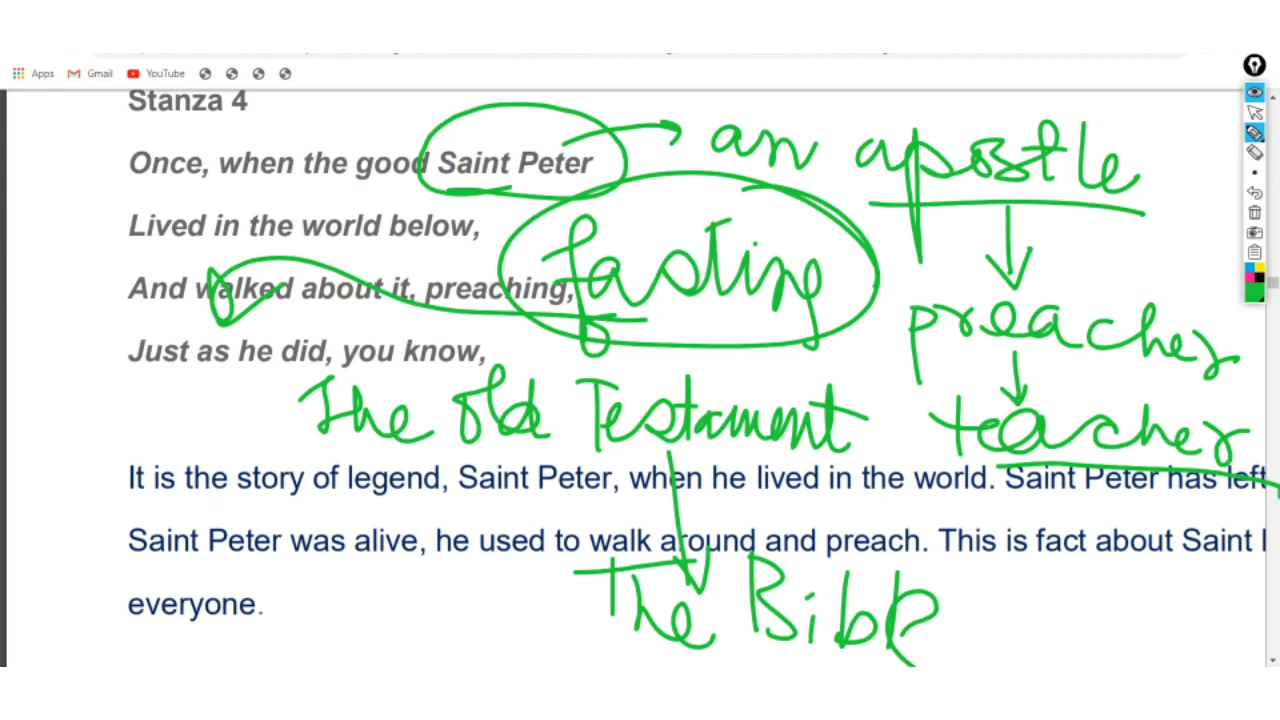 Apps Gmail YouTube
Stanza 4
Once, when the good Saint Peter
an apostle
Lived in the world below,
fasting
And walked about it, preaching,
preacher
Just as he did, you know,
The Old Testament
teacher
It is the story of legend, Saint Peter, when he lived in the world. Saint Peter has left
Saint Peter was alive, he used to walk around and preach. This is fact about Saint
everyone.
The Bible